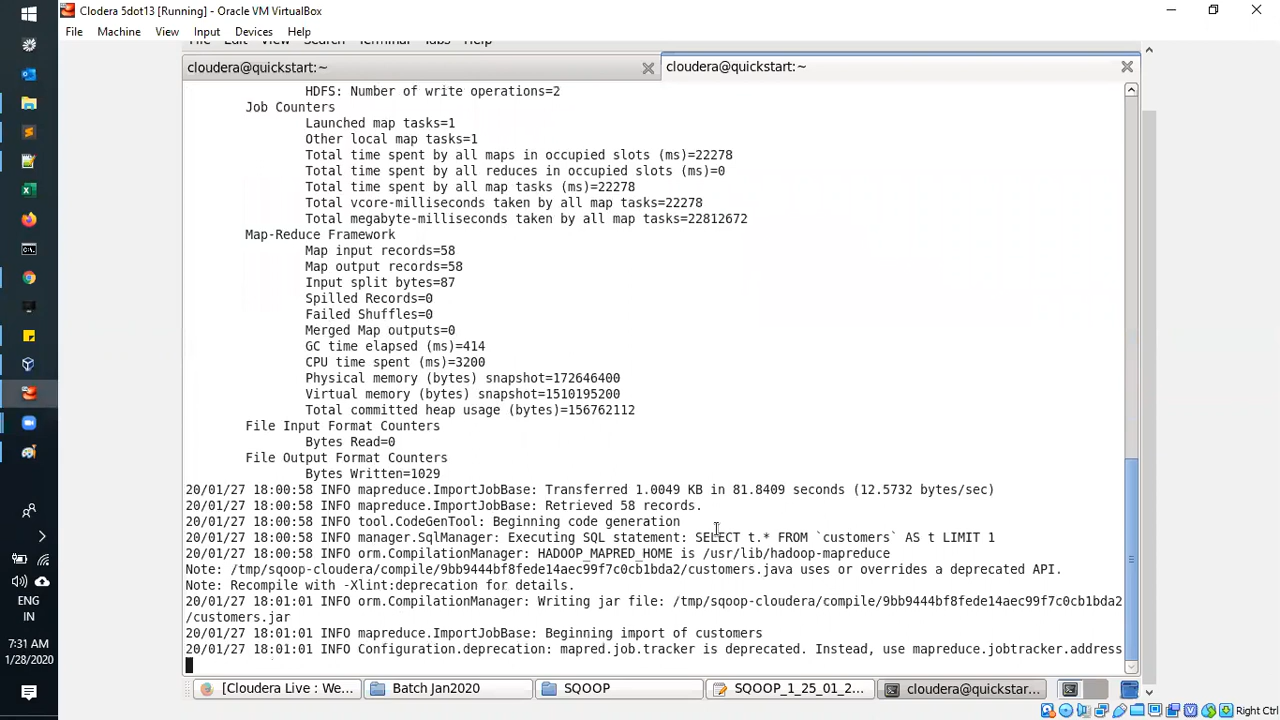 Clodera 5dot13 [Running] - Oracle VM VirtualBox
File Machine View Input Devices Help
File Edit View Search Terminal Tabs Help
cloudera@quickstart:~
cloudera@quickstart:~
HDFS: Number of write operations=2
Job Counters
Launched map tasks=1
Other local map tasks=1
Total time spent by all maps in occupied slots (ms)=22278
Total time spent by all reduces in occupied slots (ms)=0
Total time spent by all map tasks (ms)=22278
Total vcore-milliseconds taken by all map tasks=22278
Total megabyte-milliseconds taken by all map tasks=22812672
Map-Reduce Framework
Map input records=58
Map output records=58
Input split bytes=87
Spilled Records=0
Failed Shuffles=0
Merged Map outputs=0
GC time elapsed (ms)=414
CPU time spent (ms)=3200
Physical memory (bytes) snapshot=172646400
Virtual memory (bytes) snapshot=1510195200
Total committed heap usage (bytes)=156762112
File Input Format Counters
Bytes Read=0
File Output Format Counters
Bytes Written=1029
20/01/27 18:00:58 INFO mapreduce.ImportJobBase: Transferred 1.0049 KB in 81.8409 seconds (12.5732 bytes/sec)
20/01/27 18:00:58 INFO mapreduce.ImportJobBase: Retrieved 58 records.
20/01/27 18:00:58 INFO tool.CodeGenTool: Beginning code generation
20/01/27 18:00:58 INFO manager.SqlManager: Executing SQL statement: SELECT t.* FROM `customers` AS t LIMIT 1
20/01/27 18:00:58 INFO orm.CompilationManager: HADOOP_MAPRED_HOME is /usr/lib/hadoop-mapreduce
Note: /tmp/sqoop-cloudera/compile/9bb9444bf8fede14aec99f7c0cb1bda2/customers.java uses or overrides a deprecated API.
Note: Recompile with -Xlint:deprecation for details.
20/01/27 18:01:01 INFO orm.CompilationManager: Writing jar file: /tmp/sqoop-cloudera/compile/9bb9444bf8fede14aec99f7c0cb1bda2
/customers.jar
20/01/27 18:01:01 INFO mapreduce.ImportJobBase: Beginning import of customers
20/01/27 18:01:01 INFO Configuration.deprecation: mapred.job.tracker is deprecated. Instead, use mapreduce.jobtracker.address
[Cloudera Live : We... BatchJan2020 SQOOP SQOOP_1_25_01_2... cloudera@quickstar...
ENG
IN
7:31 AM
1/28/2020
Right Ctrl